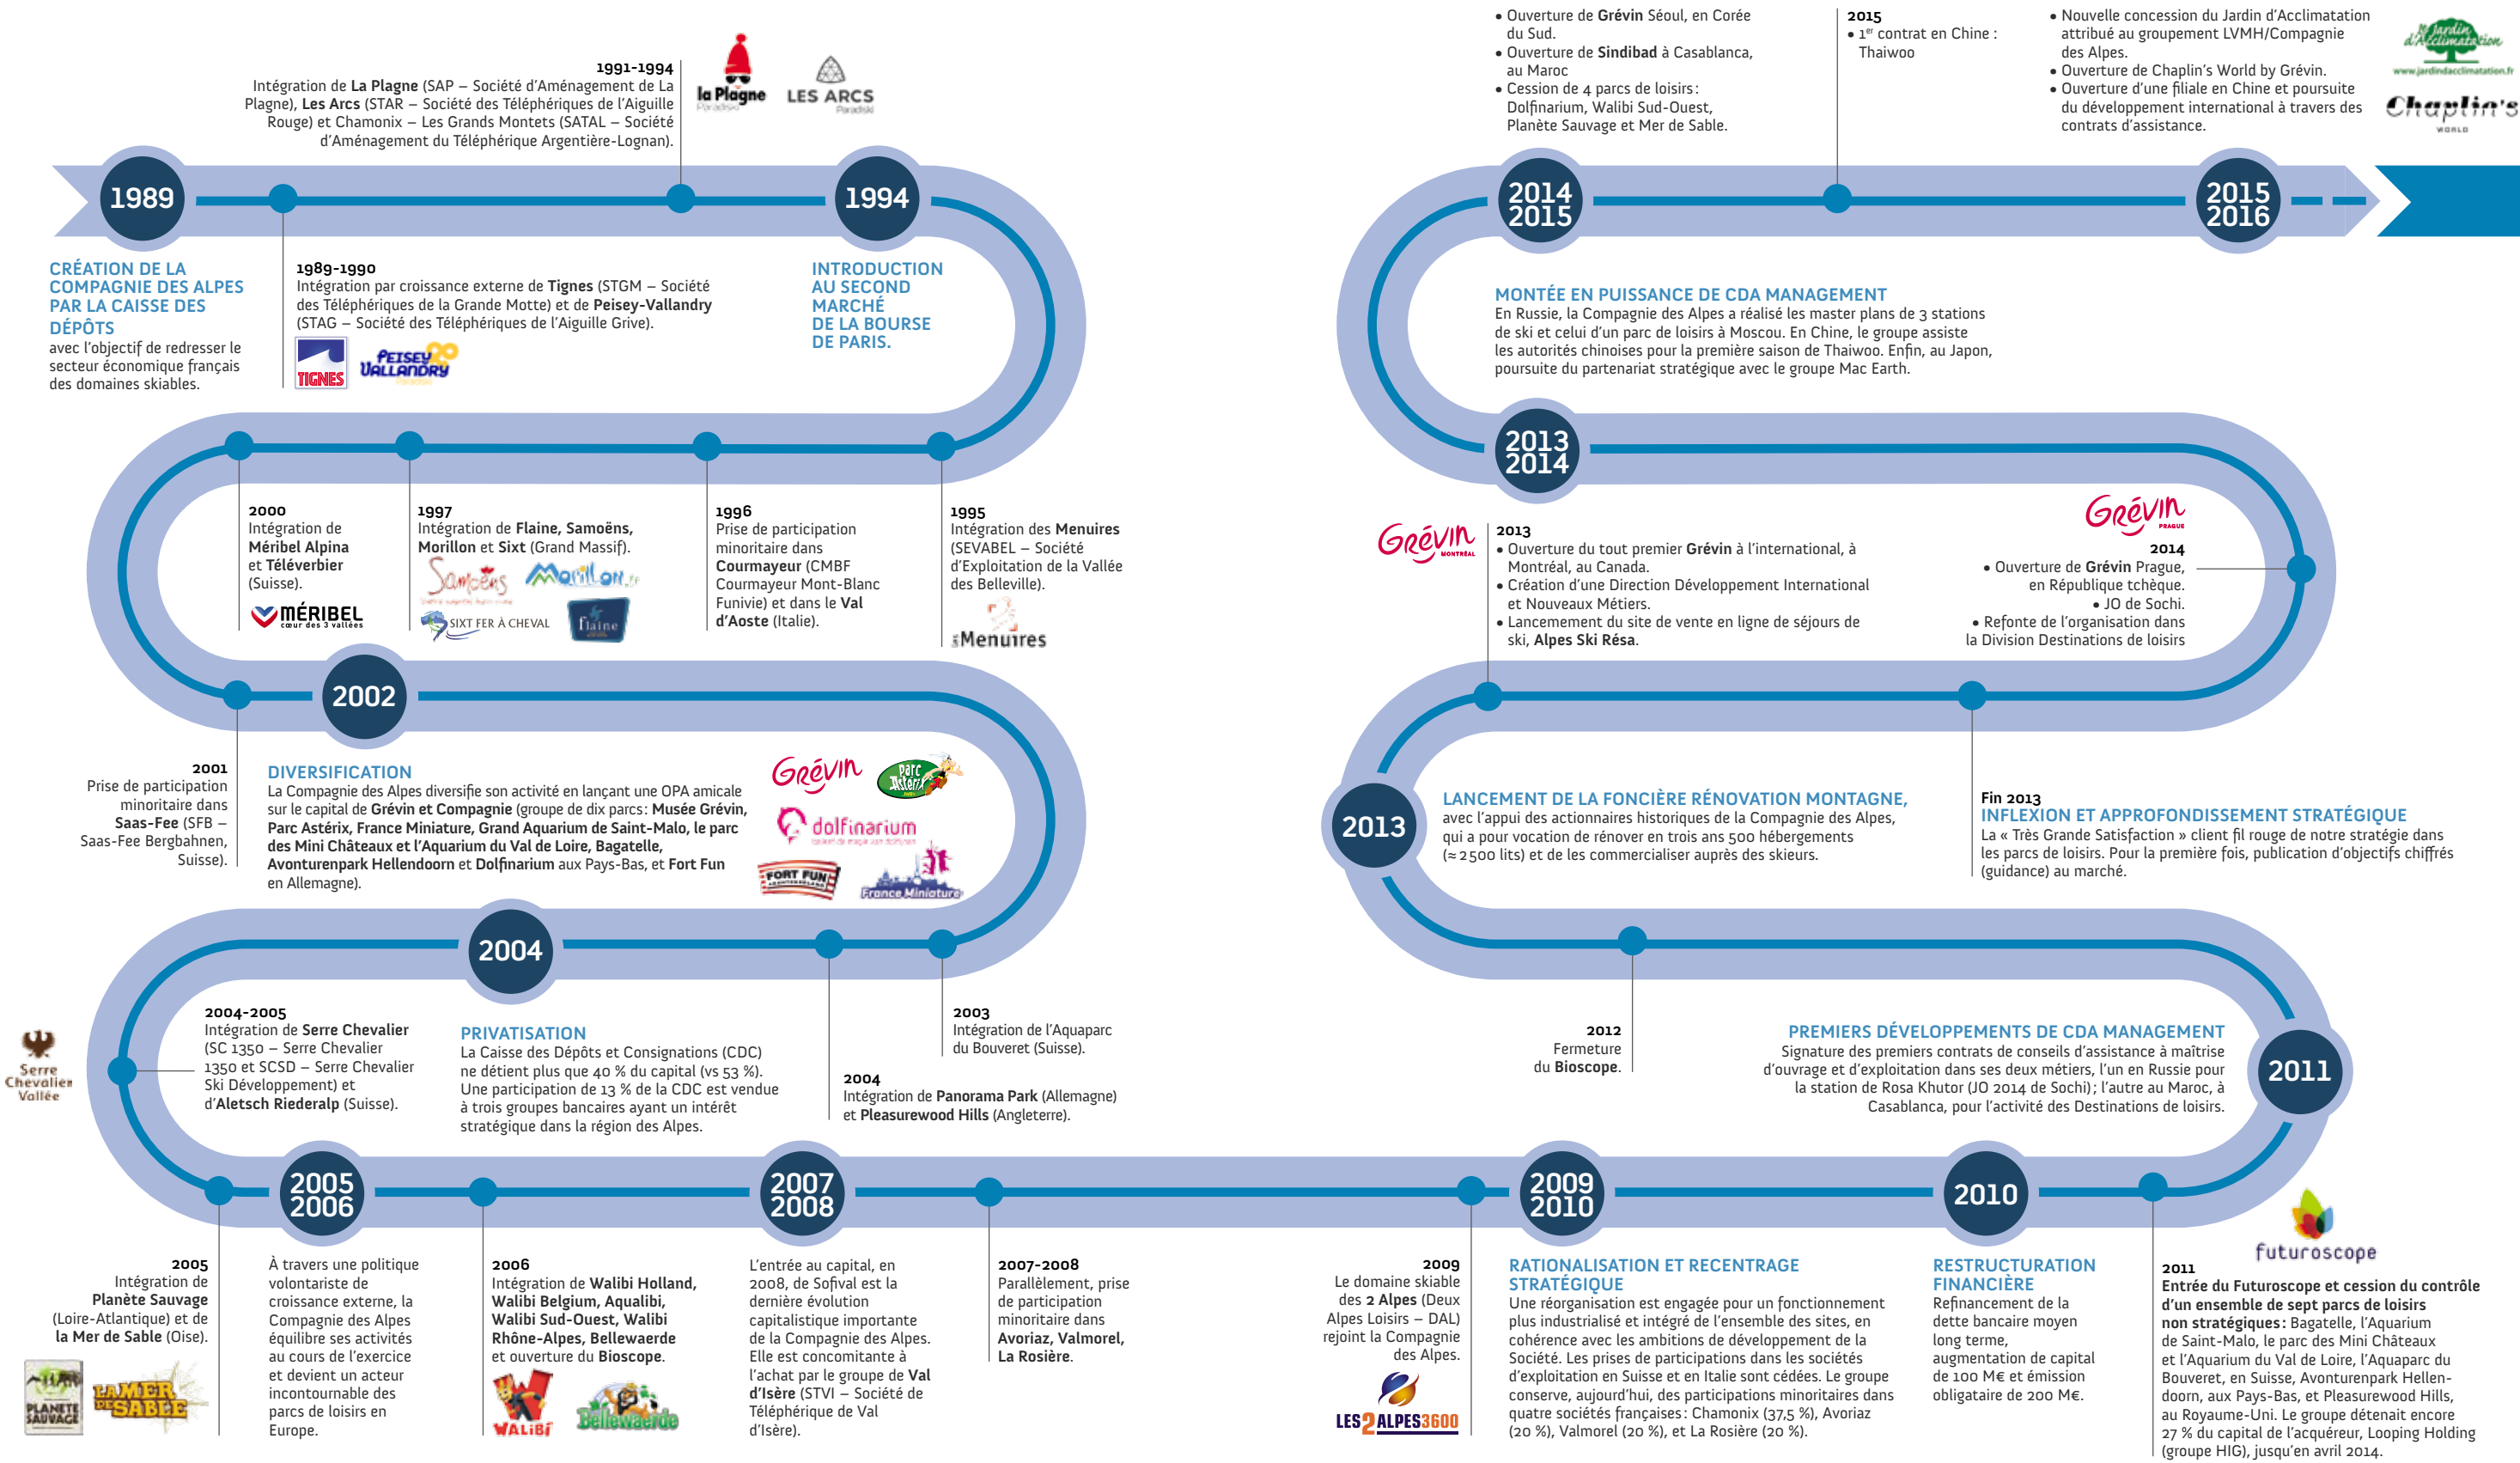 1991-1994
Intégration de La Plagne (SAP – Société d’Aménagement de La
Plagne), Les Arcs (STAR – Société des Téléphériques de l’Aiguille
Rouge) et Chamonix – Les Grands Montets (SATAL – Société
d’Aménagement du Téléphérique Argentière-Lognan).
la Plagne
Paradiski
LES ARCS
Paradiski
1989
1994
CRÉATION DE LA
COMPAGNIE DES ALPES
PAR LA CAISSE DES
DÉPÔTS
avec l’objectif de redresser le
secteur économique français
des domaines skiables.
1989-1990
Intégration par croissance externe de Tignes (STGM – Société
des Téléphériques de la Grande Motte) et de Peisey-Vallandry
(STAG – Société des Téléphériques de l’Aiguille Grive).
TIGNES
PEISEY
VALLANDRY
Paradiski
INTRODUCTION
AU SECOND
MARCHÉ
DE LA BOURSE
DE PARIS.
1995
Intégration des Menuires
(SEVABEL – Société
d’Exploitation de la Vallée
des Belleville).
Les Menuires
1996
Prise de participation
minoritaire dans
Courmayeur (CMBF
Courmayeur Mont-Blanc
Funivie) et dans le Val
d’Aoste (Italie).
1997
Intégration de Flaine, Samoëns,
Morillon et Sixt (Grand Massif).
Samoëns
Morillon.fr
SIXT FER À CHEVAL
flaine
2000
Intégration de
Méribel Alpina
et Téléverbier
(Suisse).
MÉRIBEL
cœur des 3 vallées
2001
Prise de participation
minoritaire dans
Saas-Fee (SFB –
Saas-Fee Bergbahnen,
Suisse).
2002
DIVERSIFICATION
La Compagnie des Alpes diversifie son activité en lançant une OPA amicale
sur le capital de Grévin et Compagnie (groupe de dix parcs: Musée Grévin,
Parc Astérix, France Miniature, Grand Aquarium de Saint-Malo, le parc
des Mini Châteaux et l’Aquarium du Val de Loire, Bagatelle,
Avonturenpark Hellendoorn et Dolfinarium aux Pays-Bas, et Fort Fun
en Allemagne).
Grévin
parc
Astérix
dolfinarium
FORT FUN
France Miniature
2003
Intégration de l’Aquaparc
du Bouveret (Suisse).
2004
Intégration de Panorama Park (Allemagne)
et Pleasurewood Hills (Angleterre).
2004
PRIVATISATION
La Caisse des Dépôts et Consignations (CDC)
ne détient plus que 40 % du capital (vs 53 %).
Une participation de 13 % de la CDC est vendue
à trois groupes bancaires ayant un intérêt
stratégique dans la région des Alpes.
2004-2005
Intégration de Serre Chevalier
(SC 1350 – Serre Chevalier
1350 et SCSD – Serre Chevalier
Ski Développement) et
d’Aletsch Riederalp (Suisse).
Serre
Chevalier
Vallée
2005
Intégration de
Planète Sauvage
(Loire-Atlantique) et de
la Mer de Sable (Oise).
PLANETE
SAUVAGE
LA MER
DE SABLE
2005
2006
À travers une politique
volontariste de
croissance externe, la
Compagnie des Alpes
équilibre ses activités
au cours de l’exercice
et devient un acteur
incontournable des
parcs de loisirs en
Europe.
2006
Intégration de Walibi Holland,
Walibi Belgium, Aqualibi,
Walibi Sud-Ouest, Walibi
Rhône-Alpes, Bellewaerde
et ouverture du Bioscope.
WALiBi
Bellewaerde
2007
2008
L’entrée au capital, en
2008, de Sofival est la
dernière évolution
capitalistique importante
de la Compagnie des Alpes.
Elle est concomitante à
l’achat par le groupe de Val
d’Isère (STVI – Société de
Téléphérique de Val
d’Isère).
2007-2008
Parallèlement, prise
de participation
minoritaire dans
Avoriaz, Valmorel,
La Rosière.
2009
Le domaine skiable
des 2 Alpes (Deux
Alpes Loisirs – DAL)
rejoint la Compagnie
des Alpes.
LES2ALPES3600
2009
2010
RATIONALISATION ET RECENTRAGE
STRATÉGIQUE
Une réorganisation est engagée pour un fonctionnement
plus industrialisé et intégré de l’ensemble des sites, en
cohérence avec les ambitions de développement de la
Société. Les prises de participations dans les sociétés
d’exploitation en Suisse et en Italie sont cédées. Le groupe
conserve, aujourd’hui, des participations minoritaires dans
quatre sociétés françaises: Chamonix (37,5 %), Avoriaz
(20 %), Valmorel (20 %), et La Rosière (20 %).
2010
RESTRUCTURATION
FINANCIÈRE
Refinancement de la
dette bancaire moyen
long terme,
augmentation de capital
de 100 M€ et émission
obligataire de 200 M€.
futuroscope
2011
Entrée du Futuroscope et cession du contrôle
d’un ensemble de sept parcs de loisirs
non stratégiques: Bagatelle, l’Aquarium
de Saint-Malo, le parc des Mini Châteaux
et l’Aquarium du Val de Loire, l’Aquaparc du
Bouveret, en Suisse, Avonturenpark Hellen-
doorn, aux Pays-Bas, et Pleasurewood Hills,
au Royaume-Uni. Le groupe détenait encore
27 % du capital de l’acquéreur, Looping Holding
(groupe HIG), jusqu’en avril 2014.
2011
PREMIERS DÉVELOPPEMENTS DE CDA MANAGEMENT
Signature des premiers contrats de conseils d’assistance à maîtrise
d’ouvrage et d’exploitation dans ses deux métiers, l’un en Russie pour
la station de Rosa Khutor (JO 2014 de Sochi); l’autre au Maroc, à
Casablanca, pour l’activité des Destinations de loisirs.
2012
Fermeture
du Bioscope.
2013
LANCEMENT DE LA FONCIÈRE RÉNOVATION MONTAGNE,
avec l’appui des actionnaires historiques de la Compagnie des Alpes,
qui a pour vocation de rénover en trois ans 500 hébergements
(≈ 2 500 lits) et de les commercialiser auprès des skieurs.
Grévin
MONTRÉAL
2013
• Ouverture du tout premier Grévin à l’international, à
Montréal, au Canada.
• Création d’une Direction Développement International
et Nouveaux Métiers.
• Lancemement du site de vente en ligne de séjours de
ski, Alpes Ski Résa.
Fin 2013
INFLEXION ET APPROFONDISSEMENT STRATÉGIQUE
La « Très Grande Satisfaction » client fil rouge de notre stratégie dans
les parcs de loisirs. Pour la première fois, publication d’objectifs chiffrés
(guidance) au marché.
Grévin
PRAGUE
2014
• Ouverture de Grévin Prague,
en République tchèque.
• JO de Sochi.
• Refonte de l’organisation dans
la Division Destinations de loisirs
2013
2014
MONTÉE EN PUISSANCE DE CDA MANAGEMENT
En Russie, la Compagnie des Alpes a réalisé les master plans de 3 stations
de ski et celui d’un parc de loisirs à Moscou. En Chine, le groupe assiste
les autorités chinoises pour la première saison de Thaiwoo. Enfin, au Japon,
poursuite du partenariat stratégique avec le groupe Mac Earth.
2014
2015
• Ouverture de Grévin Séoul, en Corée
du Sud.
• Ouverture de Sindibad à Casablanca,
au Maroc
• Cession de 4 parcs de loisirs:
Dolfinarium, Walibi Sud-Ouest,
Planète Sauvage et Mer de Sable.
2015
• 1er contrat en Chine :
Thaiwoo
2015
2016
• Nouvelle concession du Jardin d’Acclimatation
attribué au groupement LVMH/Compagnie
des Alpes.
• Ouverture de Chaplin’s World by Grévin.
• Ouverture d’une filiale en Chine et poursuite
du développement international à travers des
contrats d’assistance.
le Jardin
d’Acclimatation
www.jardindacclimatation.fr
Chaplin’s
WORLD